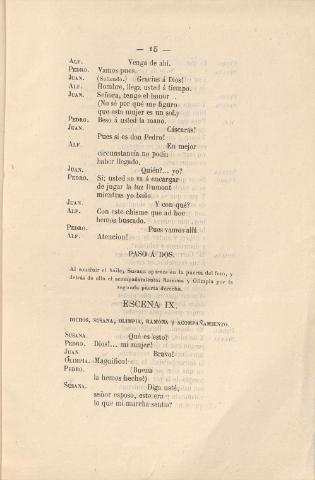 — 15 —
ALF. Venga de ahí.
PEDRO. Vamos pues.
JUAN. (Saliendo.) Gracias á Dios!
ALF. Hombre, llega usted á tiempo.
JUAN. Señora, tengo el honor...
(No sé por qué me figuro
que esta mujer es un sol.)
PEDRO. Beso á usted la mano.
JUAN. Cáscaras!
Pues si es don Pedro!
ALF. En mejor
circunstancia no podia
haber llegado.
JUAN. Quién?... yo?
PEDRO. Si; usted se vá á encargar
de jugar la luz Dumont
mientras yo bailo.
JUAN. Y con qué?
ALF. Con este chisme que ad hoc
hemos buscado.
PEDRO. Pues vamos allá
ALF. Atencion!
PASO Á DOS.
Al concluir el baile, Susana aparece en la puerta del foro, y
detrás de ella el acompañamiento; Ramona y Olimpia por la
segunda puerta derecha.
ESCENA IX.
DICHOS, SUSANA, OLIMPIA, RAMONA y ACOMPAÑAMIENTO.
SUSANA. Qué es esto?
PEDRO. Dios!... mi mujer!
JUAN Bravo!
OLIMPIA. Magnífico!
PEDRO. (Buena
la hemos hecho!)
SUSANA. Diga usté,
señor esposo, esto era
lo que mi marcha sentia?